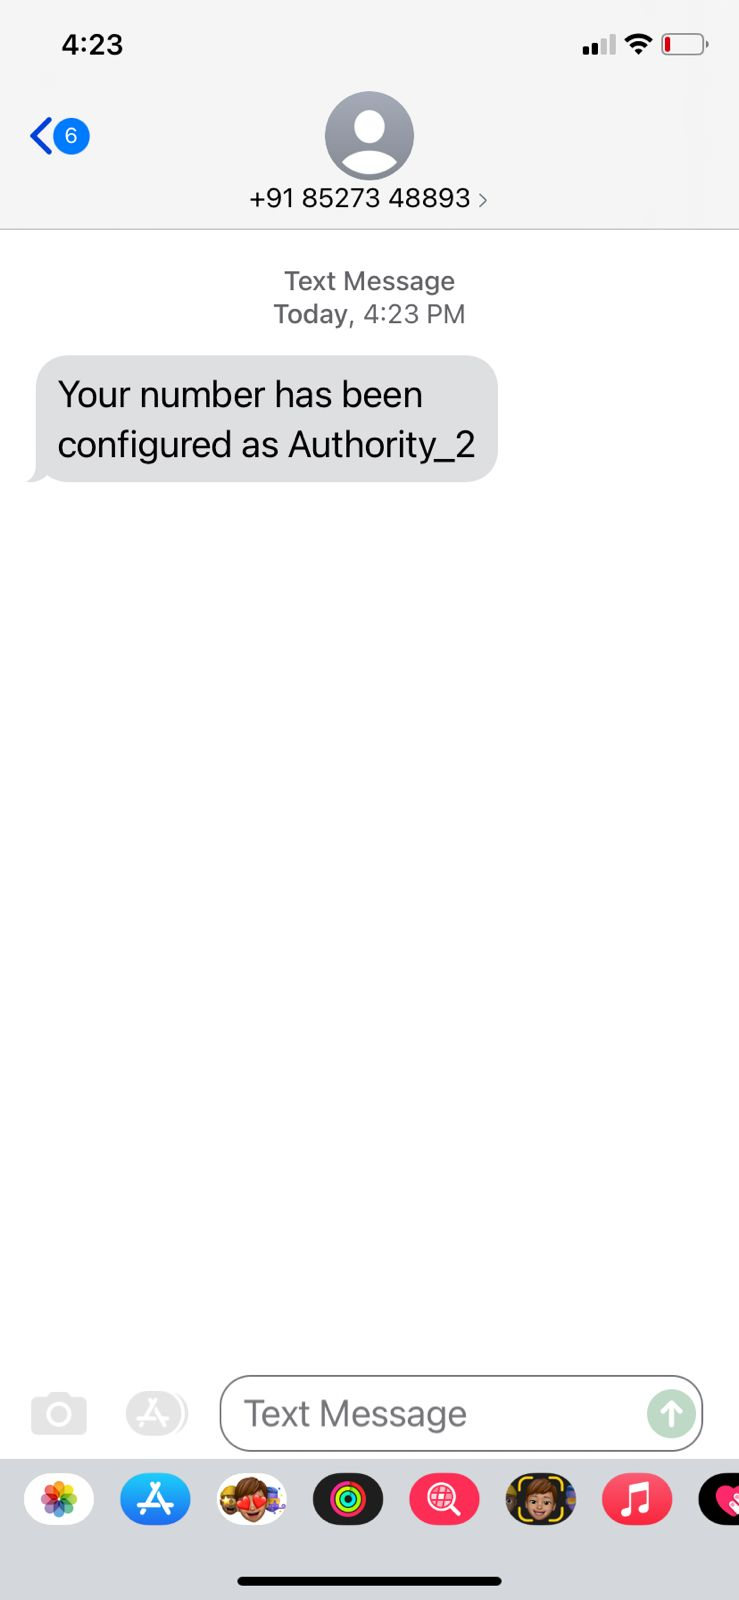 4:23
6
+91 85273 48893
Text Message
Today, 4:23 PM
Your number has been
configured as Authority_2
Text Message